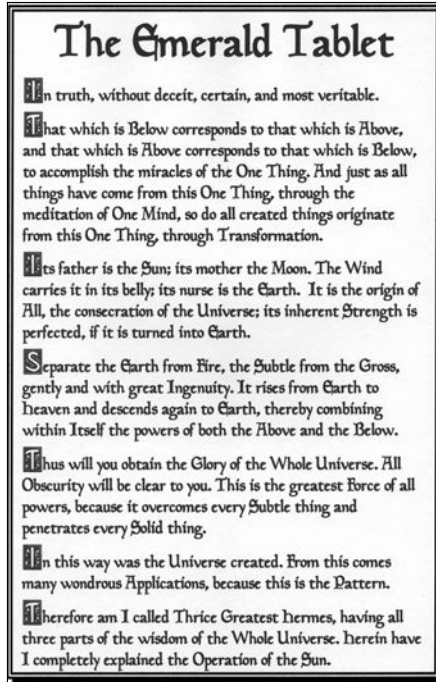 The Emerald Tablet
In truth, without deceit, certain, and most veritable.
That which is Below corresponds to that which is Above,
and that which is Above corresponds to that which is Below,
to accomplish the miracles of the One Thing. And just as all
things have come from this One Thing, through the
meditation of One Mind, so do all created things originate
from this One Thing, through Transformation.
Its father is the Sun; its mother the Moon. The Wind
carries it in its belly; its nurse is the Earth. It is the origin of
All, the consecration of the Universe; its inherent Strength is
perfected, if it is turned into Earth.
Separate the Earth from Fire, the Subtle from the Gross,
gently and with great Ingenuity. It rises from Earth to
heaven and descends again to Earth, thereby combining
within Itself the powers of both the Above and the Below.
Thus will you obtain the Glory of the Whole Universe. All
Obscurity will be clear to you. This is the greatest Force of all
powers, because it overcomes every Subtle thing and
penetrates every Solid thing.
In this way was the Universe created. From this comes
many wondrous Applications, because this is the Pattern.
Therefore am I called Thrice Greatest Hermes, having all
three parts of the wisdom of the Whole Universe. Herein have
I completely explained the Operation of the Sun.